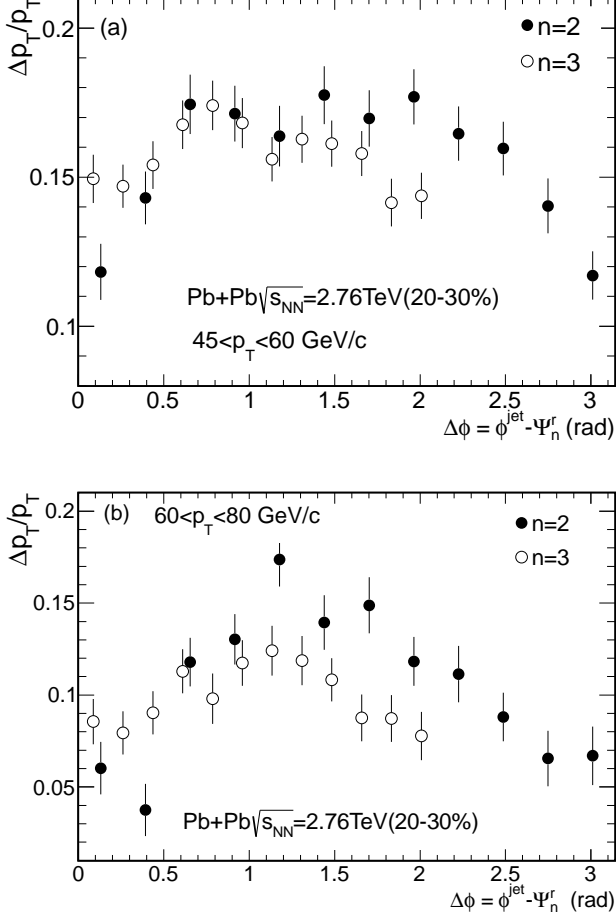 (a)
n=2
n=3
Δp_T/p_T
0.2
0.15
0.1
Pb+Pb√s_NN=2.76TeV(20-30%)
45<p_T<60 GeV/c
0 0.5 1 1.5 2 2.5 3
Δϕ = ϕ^jet-Ψ_n^r (rad)
(b) 60<p_T<80 GeV/c
n=2
n=3
Δp_T/p_T
0.2
0.15
0.1
0.05
Pb+Pb√s_NN=2.76TeV(20-30%)
0 0.5 1 1.5 2 2.5 3
Δϕ = ϕ^jet-Ψ_n^r (rad)